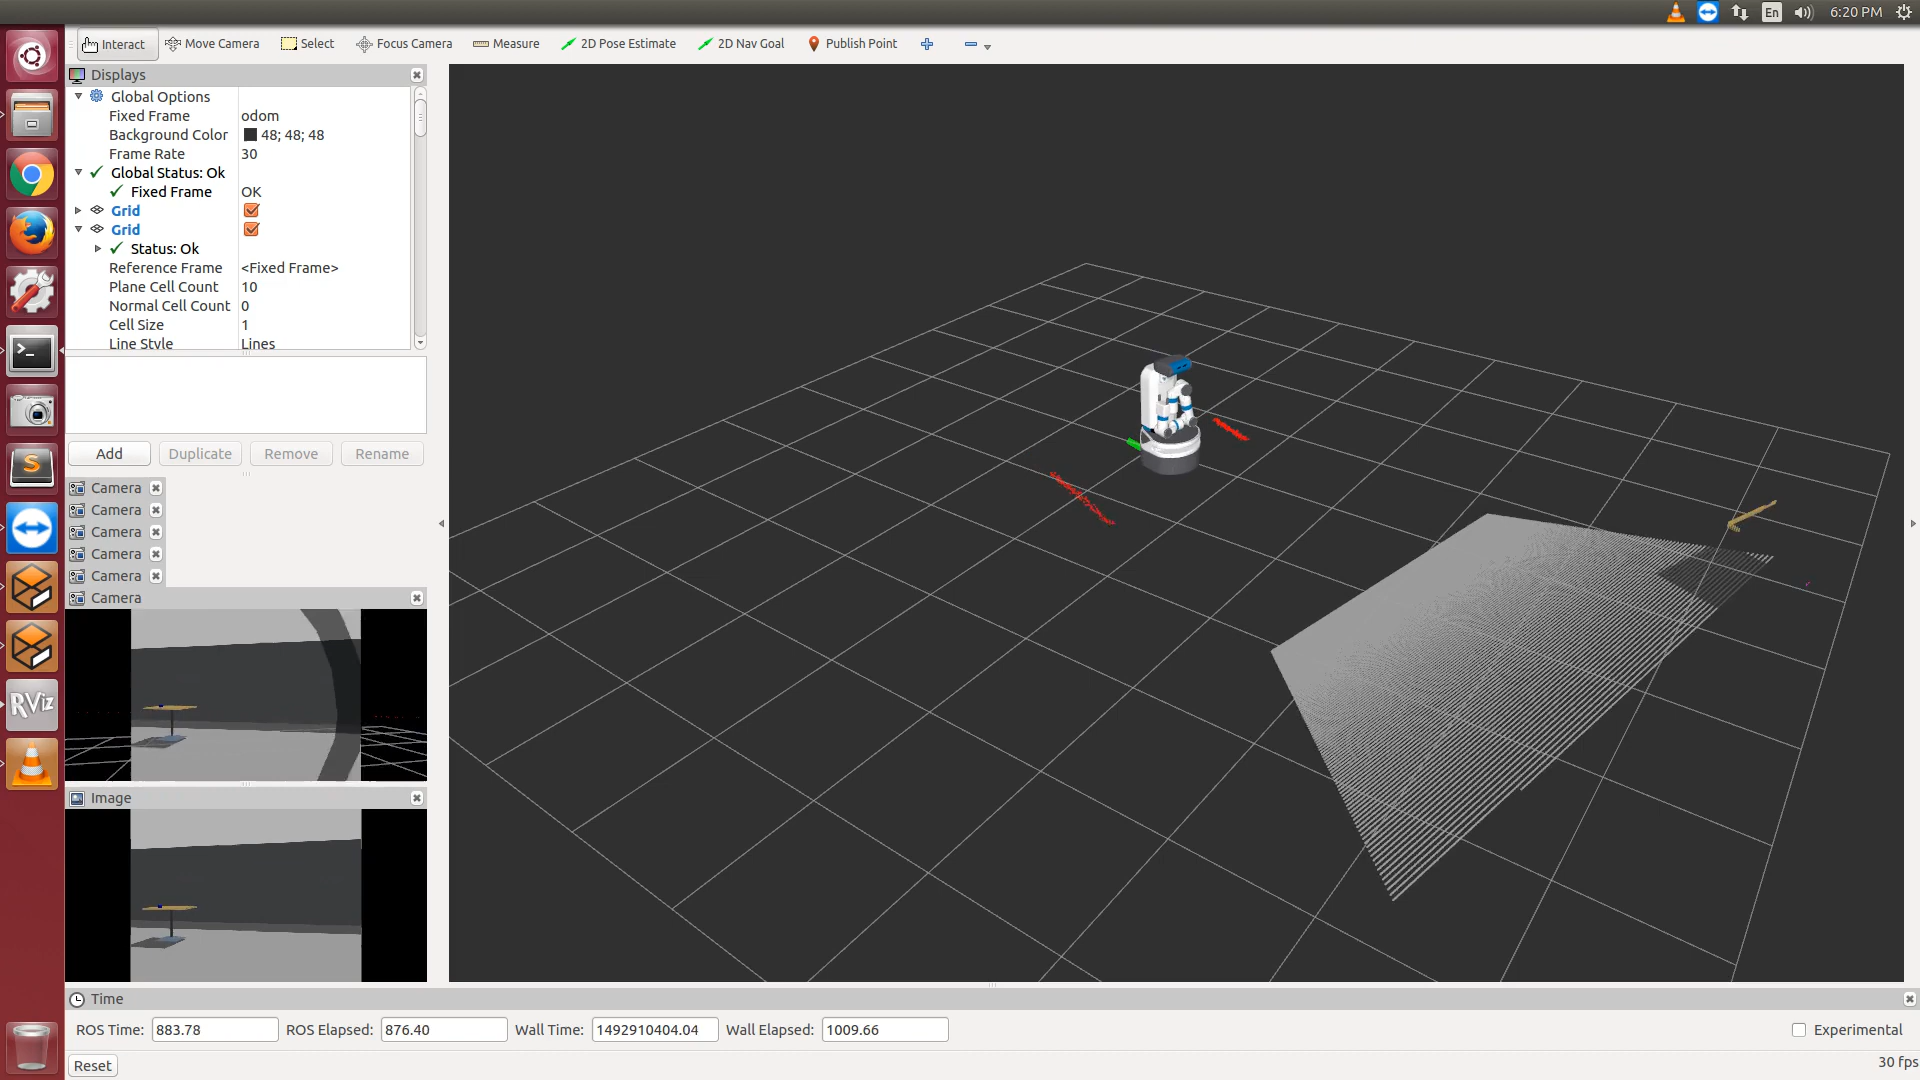 En 6:20 PM
Interact Move Camera Select Focus Camera Measure 2D Pose Estimate 2D Nav Goal Publish Point
Displays
Global Options
Fixed Frame odom
Background Color 48; 48; 48
Frame Rate 30
Global Status: Ok
Fixed Frame OK
Grid
Grid
Status: Ok
Reference Frame <Fixed Frame>
Plane Cell Count 10
Normal Cell Count 0
Cell Size 1
Line Style Lines
Add Duplicate Remove Rename
Camera
Camera
Camera
Camera
Camera
Camera
RViz
Image
Time
ROS Time: 883.78 ROS Elapsed: 876.40 Wall Time: 1492910404.04 Wall Elapsed: 1009.66 Experimental
Reset 30 fps